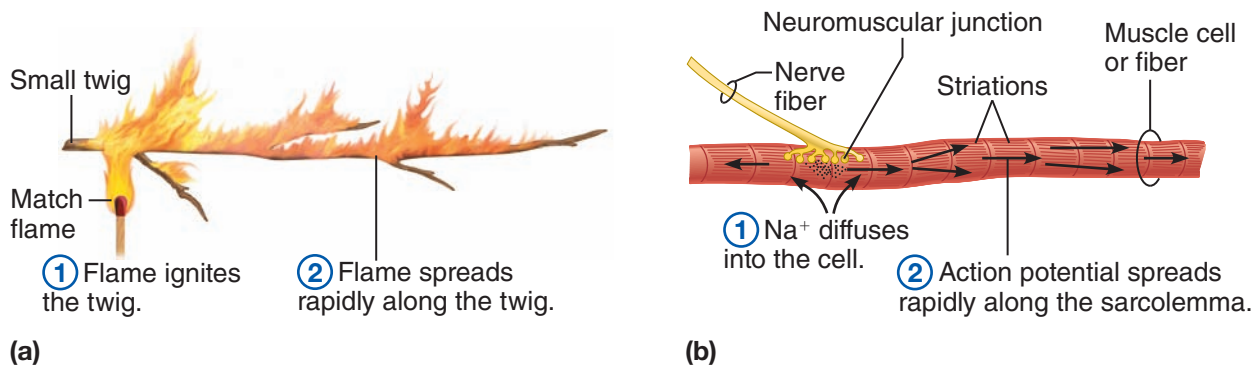 Small twig
Match
flame
① Flame ignites
the twig.
② Flame spreads
rapidly along the twig.
(a)
Neuromuscular junction
Nerve
fiber
Striations
Muscle cell
or fiber
① Na⁺ diffuses
into the cell.
② Action potential spreads
rapidly along the sarcolemma.
(b)